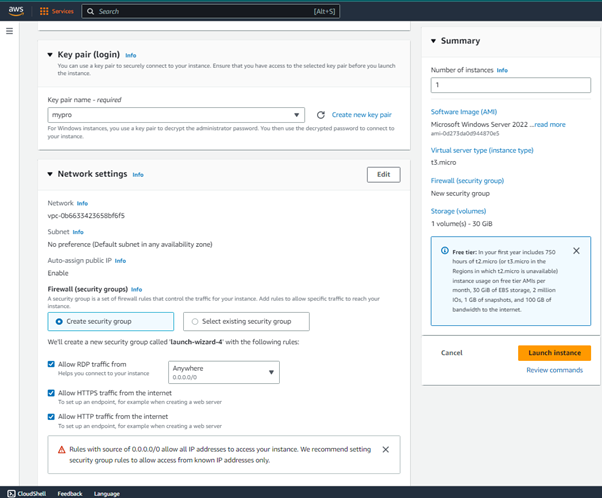 aws
Services
Search
[Alt+S]
Key pair (login) Info
You can use a key pair to securely connect to your instance. Ensure that you have access to the selected key pair before you launch
the instance.
Key pair name - required
mypro
Create new key pair
For Windows instances, you use a key pair to decrypt the administrator password. You then use the decrypted password to connect to
your instance.
Network settings Info
Edit
Network Info
vpc-0b6633423658bf6f5
Subnet Info
No preference (Default subnet in any availability zone)
Auto-assign public IP Info
Enable
Firewall (security groups) Info
A security group is a set of firewall rules that control the traffic for your instance. Add rules to allow specific traffic to reach your
instance.
Create security group
Select existing security group
We'll create a new security group called 'launch-wizard-4' with the following rules:
Allow RDP traffic from
Helps you connect to your instance
Anywhere
0.0.0.0/0
Allow HTTPS traffic from the internet
To set up an endpoint, for example when creating a web server
Allow HTTP traffic from the internet
To set up an endpoint, for example when creating a web server
Rules with source of 0.0.0.0/0 allow all IP addresses to access your instance. We recommend setting
security group rules to allow access from known IP addresses only.
Summary
Number of instances Info
1
Software Image (AMI)
Microsoft Windows Server 2022 ...read more
ami-0d273da0d944870e5
Virtual server type (instance type)
t3.micro
Firewall (security group)
New security group
Storage (volumes)
1 volume(s) - 30 GiB
Free tier: In your first year includes 750
hours of t2.micro (or t3.micro in the
Regions in which t2.micro is unavailable)
instance usage on free tier AMIs per
month, 30 GiB of EBS storage, 2 million
IOs, 1 GB of snapshots, and 100 GB of
bandwidth to the internet.
Cancel
Launch instance
Review commands
CloudShell
Feedback
Language